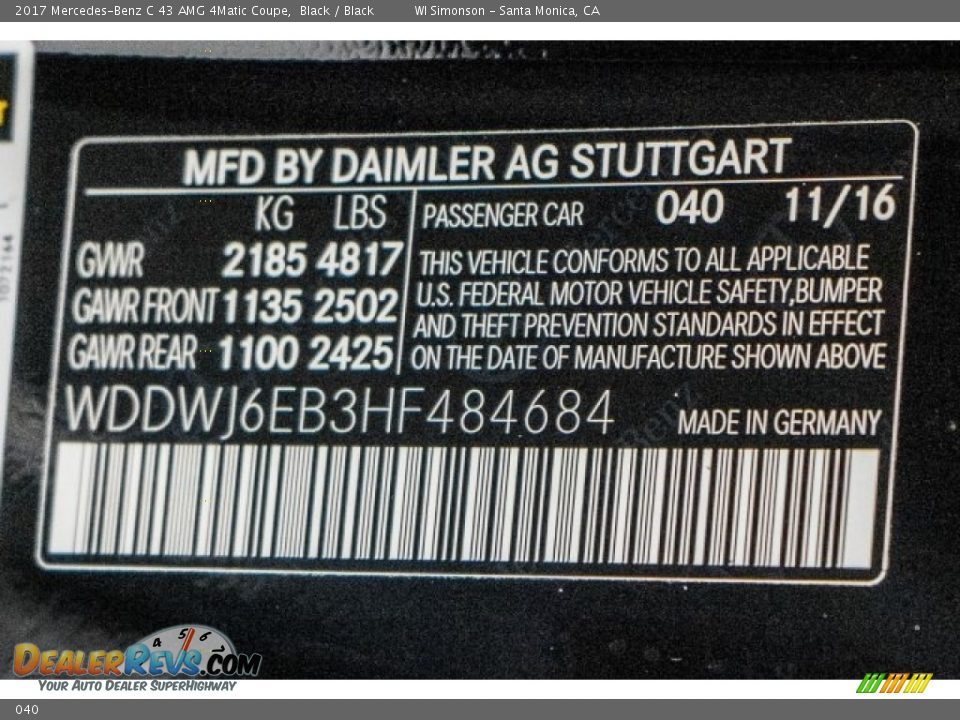 2017 Mercedes-Benz C 43 AMG 4Matic Coupe, Black / Black WI Simonson - Santa Monica, CA
MFD BY DAIMLER AG STUTTGART
KG LBS
GVWR 2185 4817
GAWR FRONT 1135 2502
GAWR REAR 1100 2425
PASSENGER CAR 040 11/16
THIS VEHICLE CONFORMS TO ALL APPLICABLE
U.S. FEDERAL MOTOR VEHICLE SAFETY,BUMPER
AND THEFT PREVENTION STANDARDS IN EFFECT
ON THE DATE OF MANUFACTURE SHOWN ABOVE
WDDWJ6EB3HF484684
MADE IN GERMANY
4 5 6
DEALERREVS.COM
YOUR AUTO DEALER SUPERHIGHWAY
040